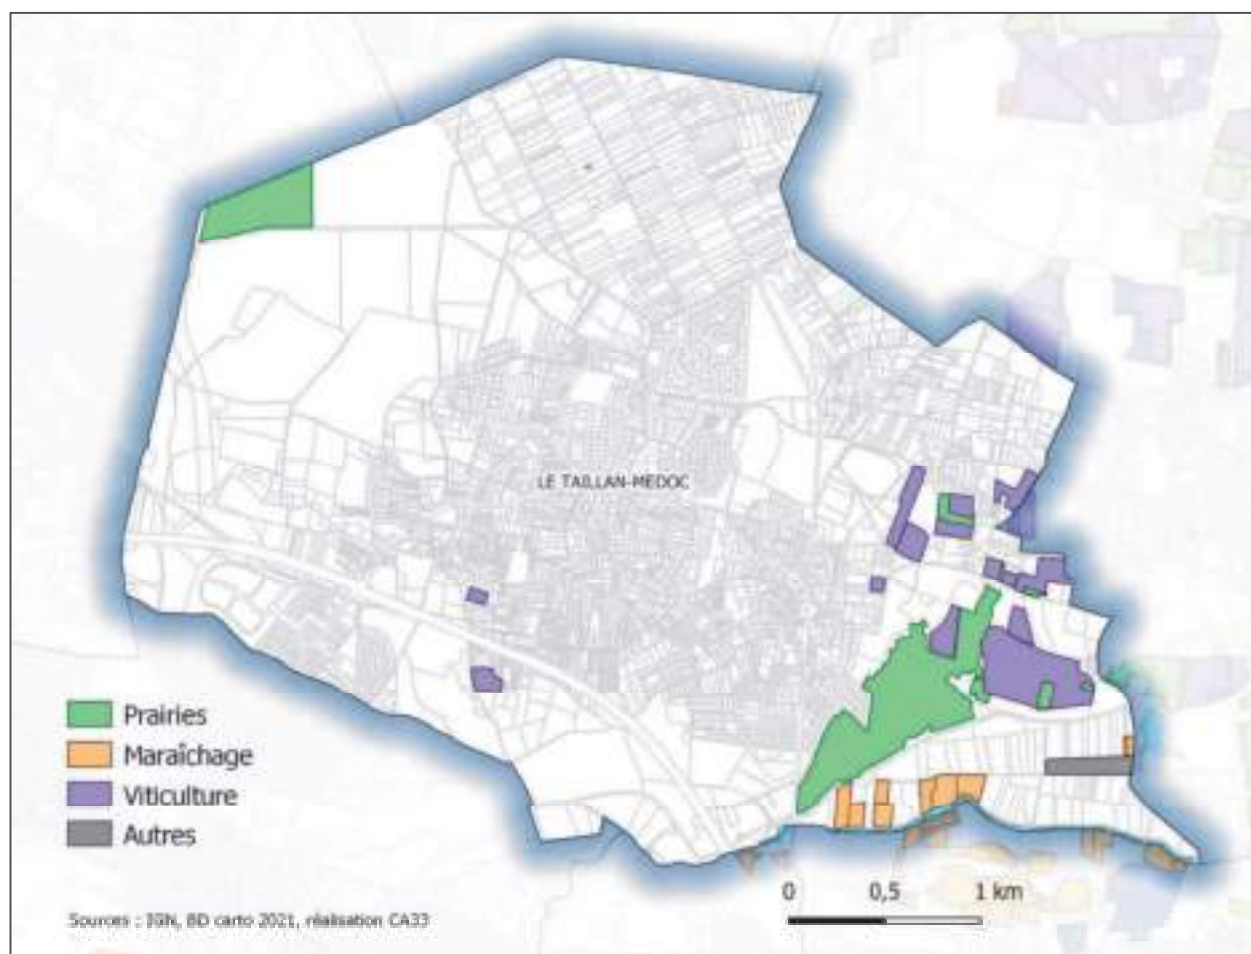 LE TAILLAN-MEDOC
Prairies
Maraîchage
Viticulture
Autres
0 0,5 1 km
Sources : IGN, BD carto 2021, réalisation CA33